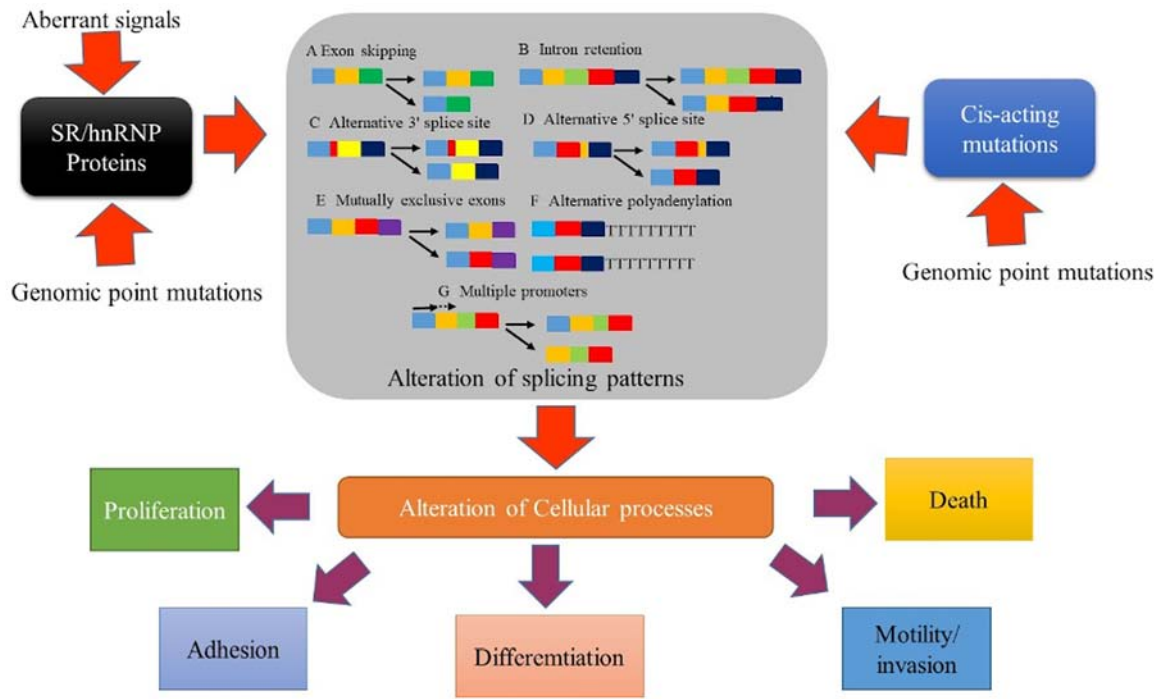 Aberrant signals
SR/hnRNP
Proteins
Genomic point mutations
A Exon skipping
B Intron retention
C Alternative 3' splice site
D Alternative 5' splice site
E Mutually exclusive exons
F Alternative polyadenylation
TTTTTTTTT
TTTTTTTTT
G Multiple promoters
Alteration of splicing patterns
Cis-acting
mutations
Genomic point mutations
Alteration of Cellular processes
Proliferation
Death
Adhesion
Differemtiation
Motility/
invasion